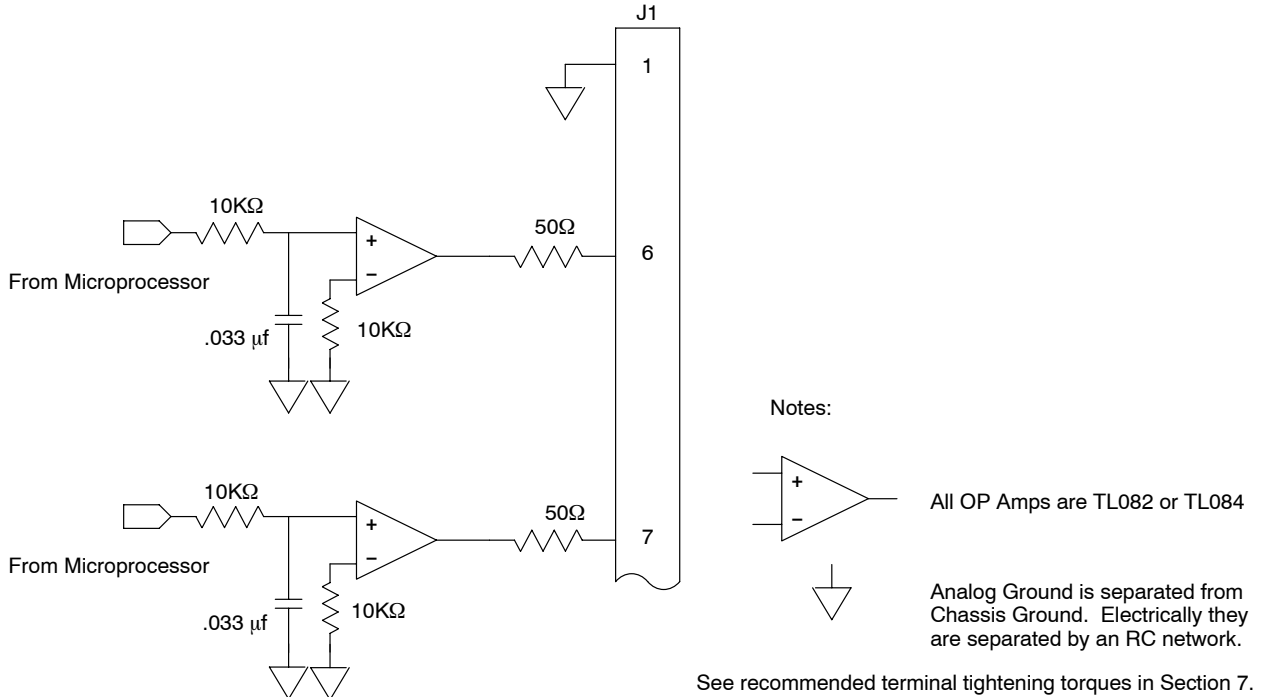 J1
1
10KΩ
+
−
50Ω
6
From Microprocessor
.033 μf
10KΩ
Notes:
10KΩ
+
−
50Ω
7
+
−
All OP Amps are TL082 or TL084
From Microprocessor
.033 μf
10KΩ
Analog Ground is separated from
Chassis Ground. Electrically they
are separated by an RC network.
See recommended terminal tightening torques in Section 7.